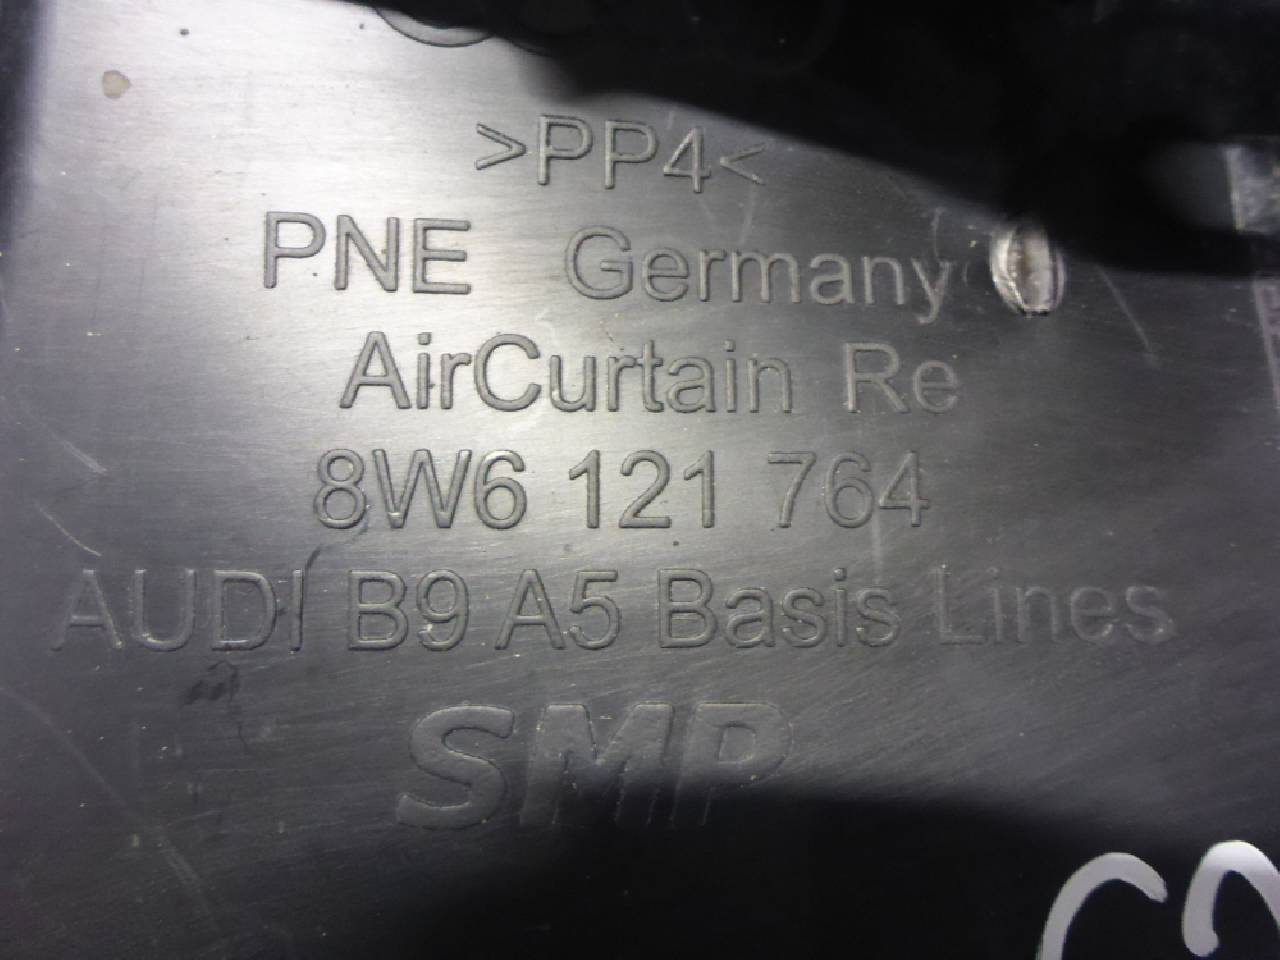 >PP4<
PNE Germany
AirCurtain Re
8W6 121 764
AUDI B9 A5 Basis Lines
SMP